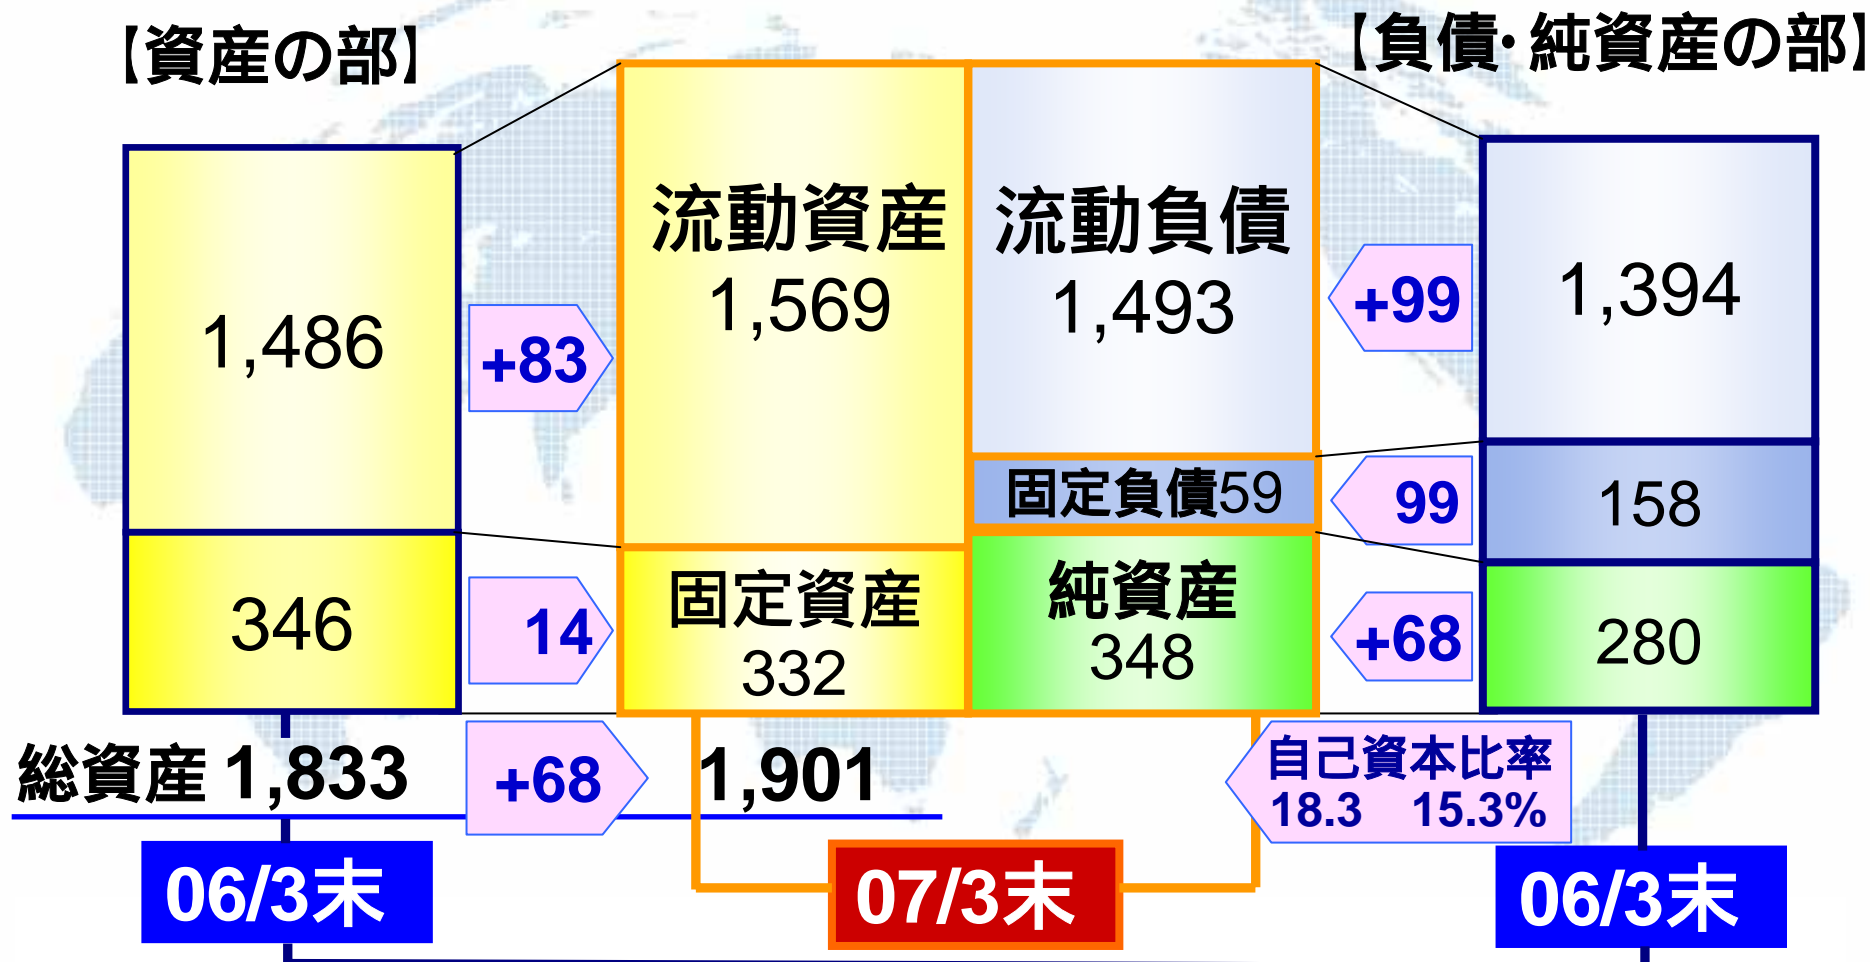 【資産の部】
【負債・純資産の部】
1,486
+83
流動資産
1,569
流動負債
1,493
+99
1,394
固定負債59
99
158
346
14
固定資産
332
純資産
348
+68
280
総資産 1,833
+68
1,901
自己資本比率
18.3 15.3%
06/3末
07/3末
06/3末